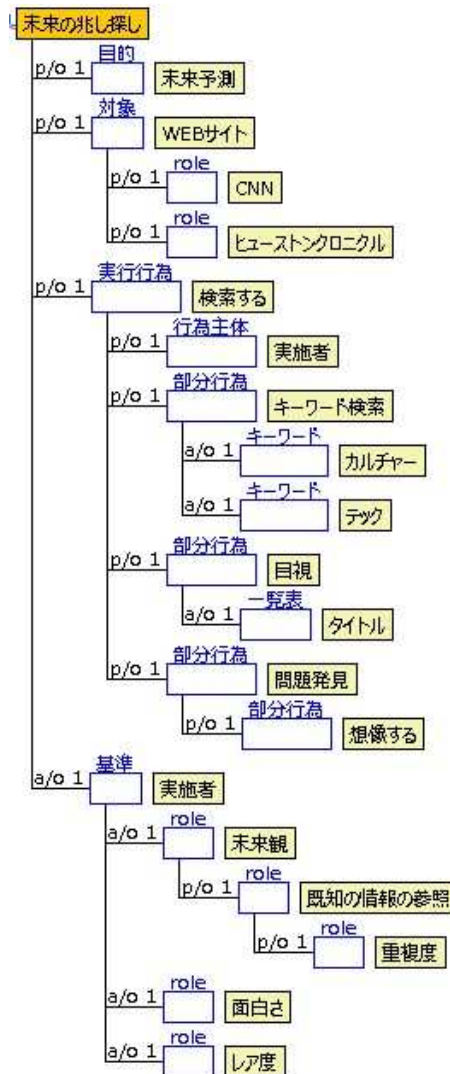 未来の兆し探し
目的
p/o 1 未来予測
対象
p/o 1 WEBサイト
role
p/o 1 CNN
role
p/o 1 ヒューストンクロニクル
実行行為
p/o 1 検索する
行為主体
p/o 1 実施者
部分行為
p/o 1 キーワード検索
キーワード
a/o 1 カルチャー
キーワード
a/o 1 テック
部分行為
p/o 1 目視
一覧表
a/o 1 タイトル
部分行為
p/o 1 問題発見
部分行為
p/o 1 想像する
基準
a/o 1 実施者
role
a/o 1 未来観
role
p/o 1 既知の情報の参照
role
p/o 1 重複度
role
a/o 1 面白さ
role
a/o 1 レア度